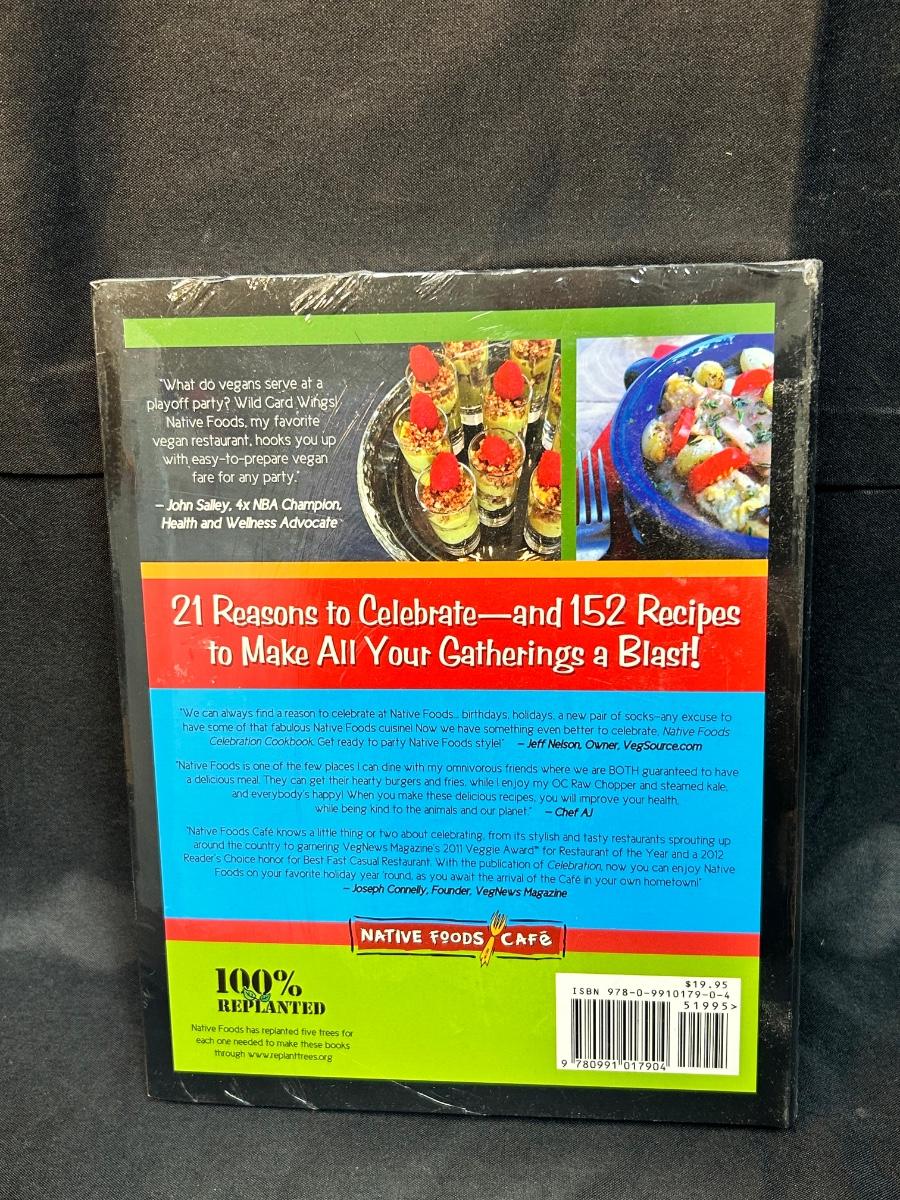 "What do vegans serve at a
playoff party? Wild Card Wings!
Native Foods, my favorite
vegan restaurant, hooks you up
with easy-to-prepare vegan
fare for any party."
– John Salley, 4x NBA Champion,
Health and Wellness Advocate
21 Reasons to Celebrate—and 152 Recipes
to Make All Your Gatherings a Blast!
"We can always find a reason to celebrate at Native Foods... birthdays, holidays, a new pair of socks–any excuse to
have some of that fabulous Native Foods cuisine! Now we have something even better to celebrate, Native Foods
Celebration Cookbook. Get ready to party Native Foods style!" – Jeff Nelson, Owner, VegSource.com
"Native Foods is one of the few places I can dine with my omnivorous friends where we are BOTH guaranteed to have
a delicious meal. They can get their hearty burgers and fries, while I enjoy my OC Raw Chopper and steamed kale,
and everybody's happy! When you make these delicious recipes, you will improve your health,
while being kind to the animals and our planet." – Chef AJ
"Native Foods Café knows a little thing or two about celebrating, from its stylish and tasty restaurants sprouting up
around the country to garnering VegNews Magazine's 2011 Veggie Award™ for Restaurant of the Year and a 2012
Reader's Choice honor for Best Fast Casual Restaurant. With the publication of Celebration, now you can enjoy Native
Foods on your favorite holiday year 'round, as you await the arrival of the Café in your own hometown!"
– Joseph Connelly, Founder, VegNews Magazine
NATIVE FOODS CAFé
100%
REPLANTED
Native Foods has replanted five trees for
each one needed to make these books
through www.replanttrees.org
$19.95
ISBN 978-0-9910179-0-4
51995>
9 780991 017904